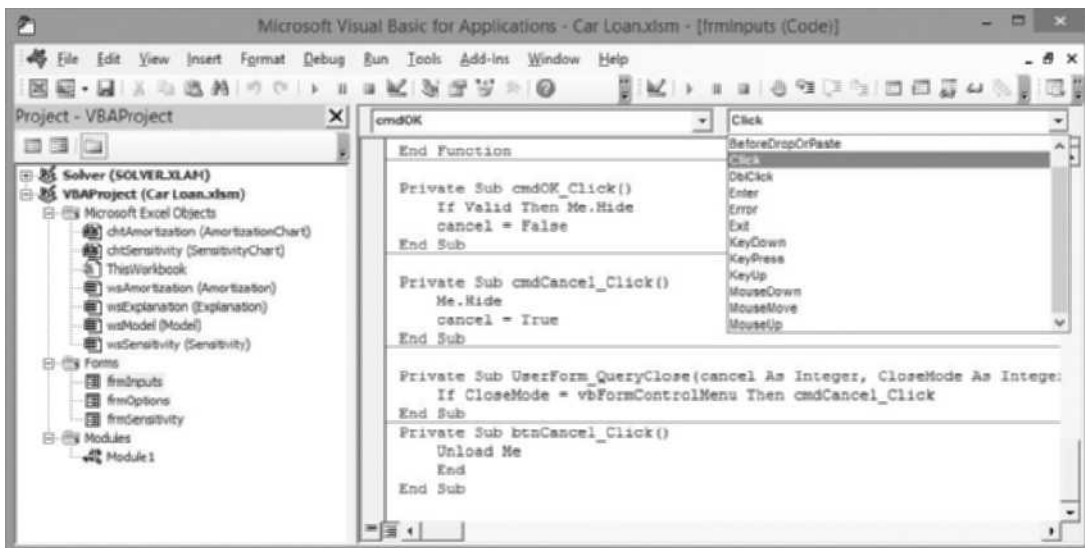 Microsoft Visual Basic for Applications - Car Loan.xlsm - [frmInputs (Code)]
File Edit View Insert Format Debug Run Tools Add-Ins Window Help
Project - VBAProject
Solver (SOLVER.XLAM)
VBAProject (Car Loan.xlsm)
Microsoft Excel Objects
chtAmortization (AmortizationChart)
chtSensitivity (SensitivityChart)
ThisWorkbook
wsAmortization (Amortization)
wsExplanation (Explanation)
wsModel (Model)
wsSensitivity (Sensitivity)
Forms
frmInputs
frmOptions
frmSensitivity
Modules
Module1
cmdOK
Click
BeforeDropOrPaste
Click
DblClick
Enter
Error
Exit
KeyDown
KeyPress
KeyUp
MouseDown
MouseMove
MouseUp
End Function
Private Sub cmdOK_Click()
If Valid Then Me.Hide
cancel = False
End Sub
Private Sub cmdCancel_Click()
Me.Hide
cancel = True
End Sub
Private Sub UserForm_QueryClose(cancel As Integer, CloseMode As Intege
If CloseMode = vbFormControlMenu Then cmdCancel_Click
End Sub
Private Sub btnCancel_Click()
Unload Me
End
End Sub